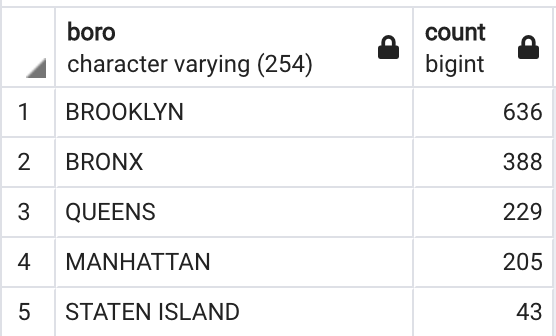 boro count
character varying (254) bigint
1 BROOKLYN 636
2 BRONX 388
3 QUEENS 229
4 MANHATTAN 205
5 STATEN ISLAND 43